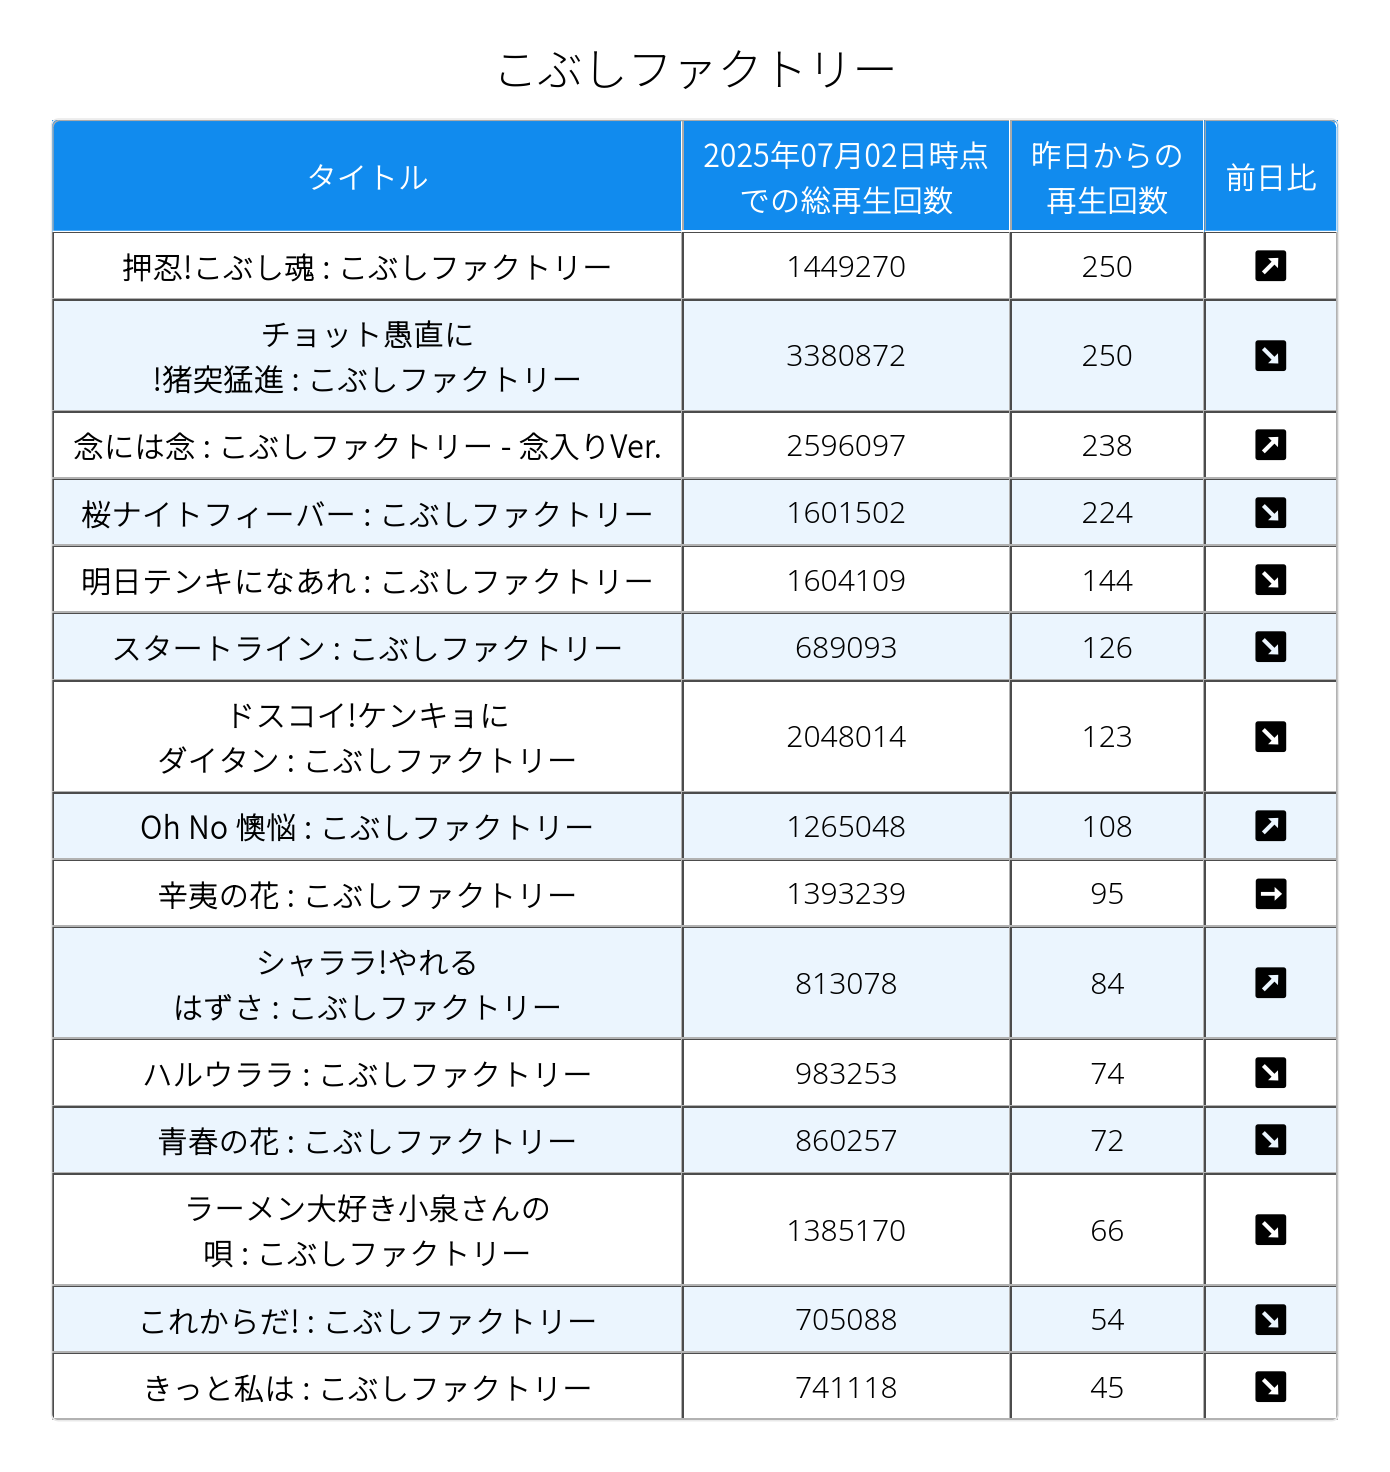 こぶしファクトリー
タイトル
2025年07月02日時点
での総再生回数
昨日からの
再生回数
前日比
押忍!こぶし魂 : こぶしファクトリー 1449270 250 ↗
チョット愚直に
!猪突猛進 : こぶしファクトリー 3380872 250 ↘
念には念 : こぶしファクトリー - 念入りVer. 2596097 238 ↗
桜ナイトフィーバー : こぶしファクトリー 1601502 224 ↘
明日テンキになあれ : こぶしファクトリー 1604109 144 ↘
スタートライン : こぶしファクトリー 689093 126 ↘
ドスコイ!ケンキョに
ダイタン : こぶしファクトリー 2048014 123 ↘
Oh No 懊悩 : こぶしファクトリー 1265048 108 ↗
辛夷の花 : こぶしファクトリー 1393239 95 →
シャララ!やれる
はずさ : こぶしファクトリー 813078 84 ↗
ハルウララ : こぶしファクトリー 983253 74 ↘
青春の花 : こぶしファクトリー 860257 72 ↘
ラーメン大好き小泉さんの
唄 : こぶしファクトリー 1385170 66 ↘
これからだ! : こぶしファクトリー 705088 54 ↘
きっと私は : こぶしファクトリー 741118 45 ↘